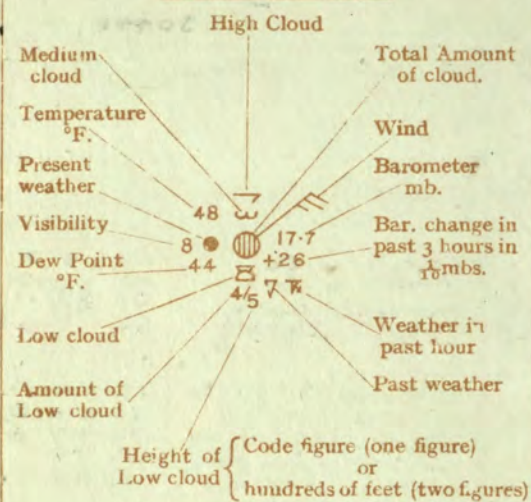 High Cloud
Medium cloud
Total Amount of cloud.
Temperature °F.
Wind
Present weather
Barometer mb.
48
Visibility
8
17·7
Bar. change in past 3 hours in 1/10 mbs.
+26
Dew Point °F.
44
4/5
Low cloud
Weather in past hour
Amount of Low cloud
Past weather
Height of Low cloud { Code figure (one figure)
or
hundreds of feet (two figures)